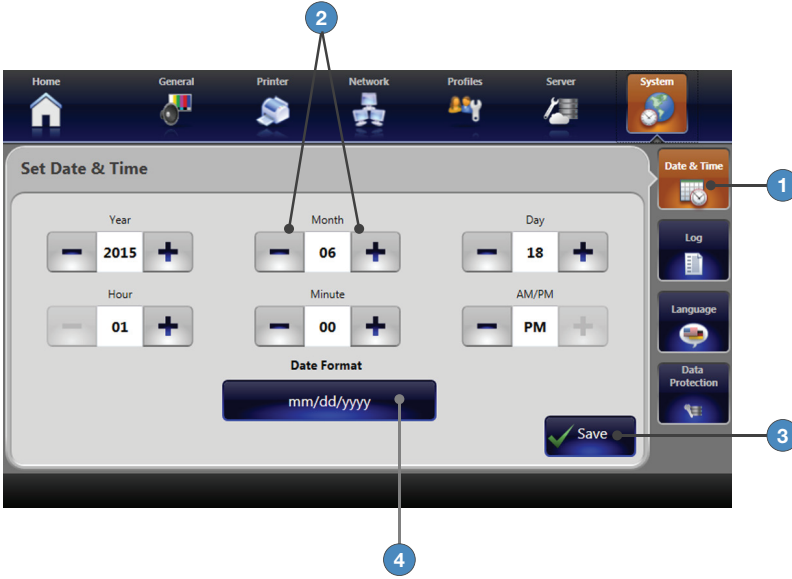 2
Home General Printer Network Profiles Server System
Set Date & Time
Date & Time
1
Year Month Day
2015 06 18
Log
Hour Minute AM/PM
01 00 PM
Language
Date Format
mm/dd/yyyy
Data
Protection
Save
3
4